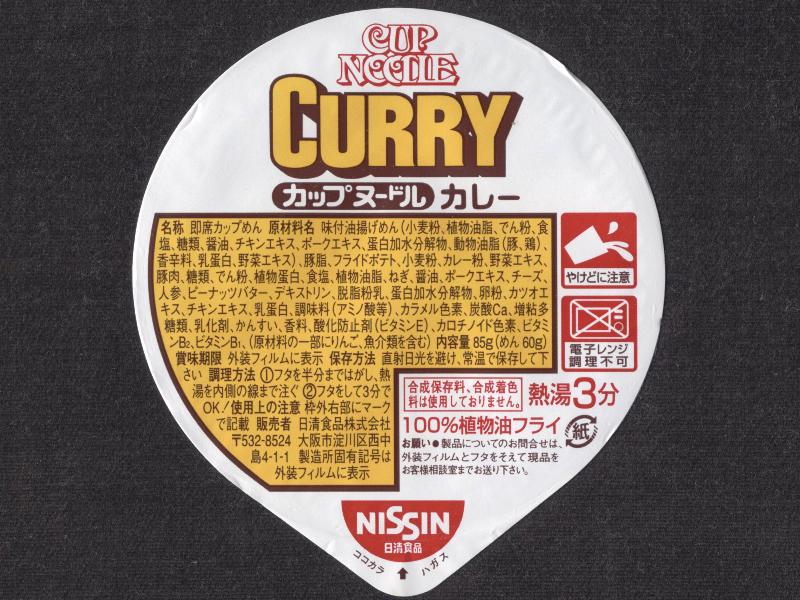 CUP
NOODLE
CURRY
カップヌードル カレー
名称 即席カップめん 原材料名 味付油揚げめん(小麦粉、植物油脂、でん粉、食
塩、糖類、醤油、チキンエキス、ポークエキス、蛋白加水分解物、動物油脂(豚、鶏)、
香辛料、乳蛋白、野菜エキス)、豚脂、フライドポテト、小麦粉、カレー粉、野菜エキス、
豚肉、糖類、でん粉、植物蛋白、食塩、植物油脂、ねぎ、醤油、ポークエキス、チーズ、
人参、ピーナッツバター、デキストリン、脱脂粉乳、蛋白加水分解物、卵粉、カツオエ
キス、チキンエキス、乳蛋白、調味料(アミノ酸等)、カラメル色素、炭酸Ca、増粘多
糖類、乳化剤、かんすい、香料、酸化防止剤(ビタミンE)、カロチノイド色素、ビタミ
ンB2、ビタミンB1、(原材料の一部にりんご、魚介類を含む) 内容量 85g(めん 60g)
賞味期限 外装フィルムに表示 保存方法 直射日光を避け、常温で保存して下
さい 調理方法 ①フタを半分まではがし、熱
湯を内側の線まで注ぐ ②フタをして3分で
OK! 使用上の注意 枠外右部にマーク
で記載 販売者 日清食品株式会社
〒532-8524 大阪市淀川区西中
島4-1-1 製造所固有記号は
外装フィルムに表示
やけどに注意
電子レンジ
調理不可
合成保存料、合成着色
料は使用しておりません。
熱湯3分
100%植物油フライ
紙
お願い●製品についてのお問合せは、
外装フィルムとフタをそえて現品を
お客様相談室までお送り下さい。
NISSIN
日清食品
ココカラ ↑ ハガス